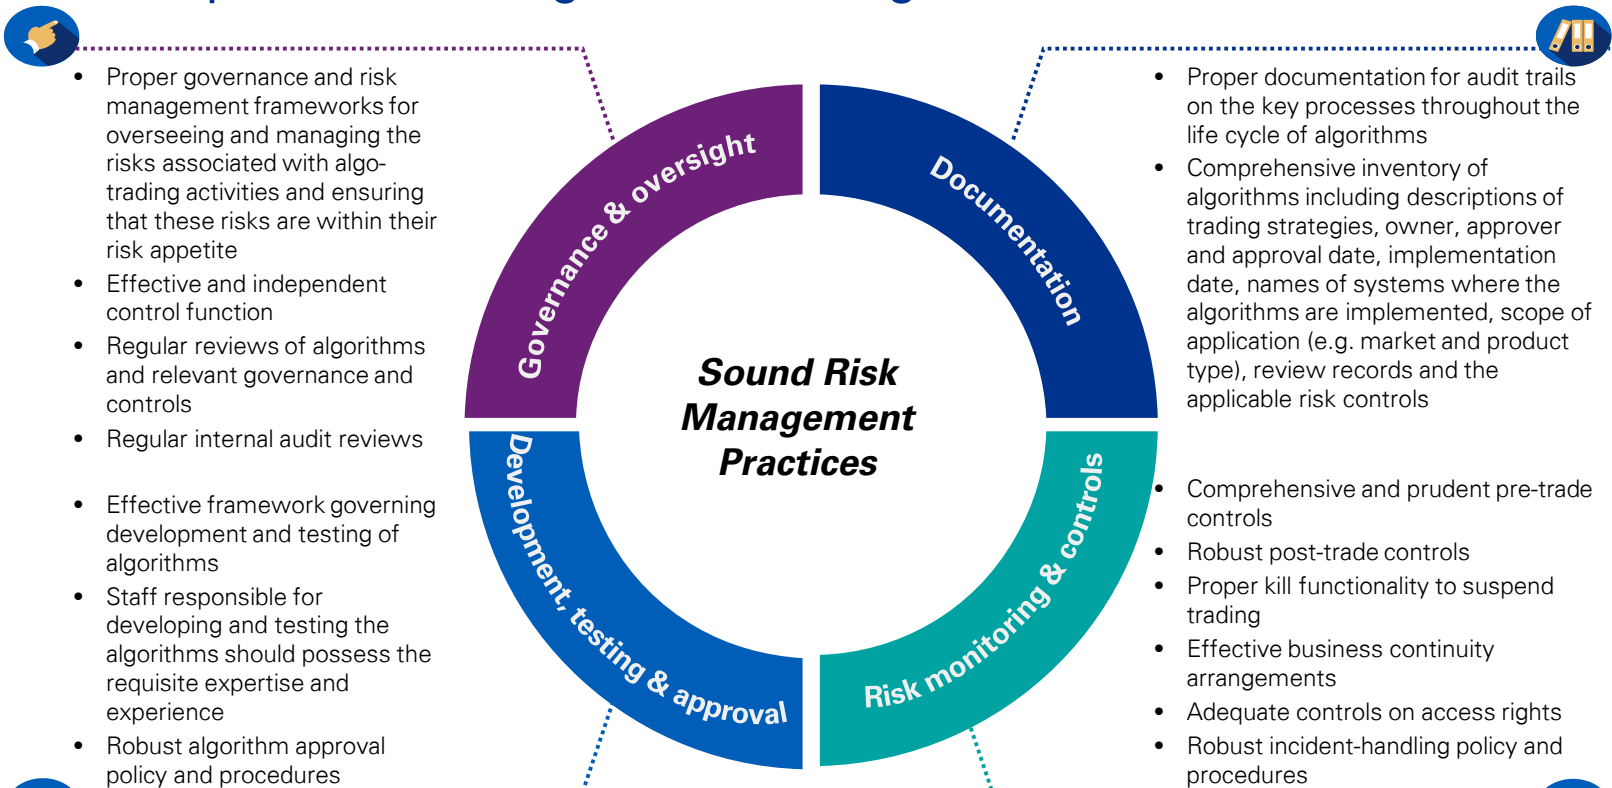 • Proper governance and risk
management frameworks for
overseeing and managing the
risks associated with algo-
trading activities and ensuring
that these risks are within their
risk appetite
• Effective and independent
control function
• Regular reviews of algorithms
and relevant governance and
controls
• Regular internal audit reviews
• Effective framework governing
development and testing of
algorithms
• Staff responsible for
developing and testing the
algorithms should possess the
requisite expertise and
experience
• Robust algorithm approval
policy and procedures
Governance & oversight
Documentation
Sound Risk
Management
Practices
Development, testing & approval
Risk monitoring & controls
• Proper documentation for audit trails
on the key processes throughout the
life cycle of algorithms
• Comprehensive inventory of
algorithms including descriptions of
trading strategies, owner, approver
and approval date, implementation
date, names of systems where the
algorithms are implemented, scope of
application (e.g. market and product
type), review records and the
applicable risk controls
• Comprehensive and prudent pre-trade
controls
• Robust post-trade controls
• Proper kill functionality to suspend
trading
• Effective business continuity
arrangements
• Adequate controls on access rights
• Robust incident-handling policy and
procedures